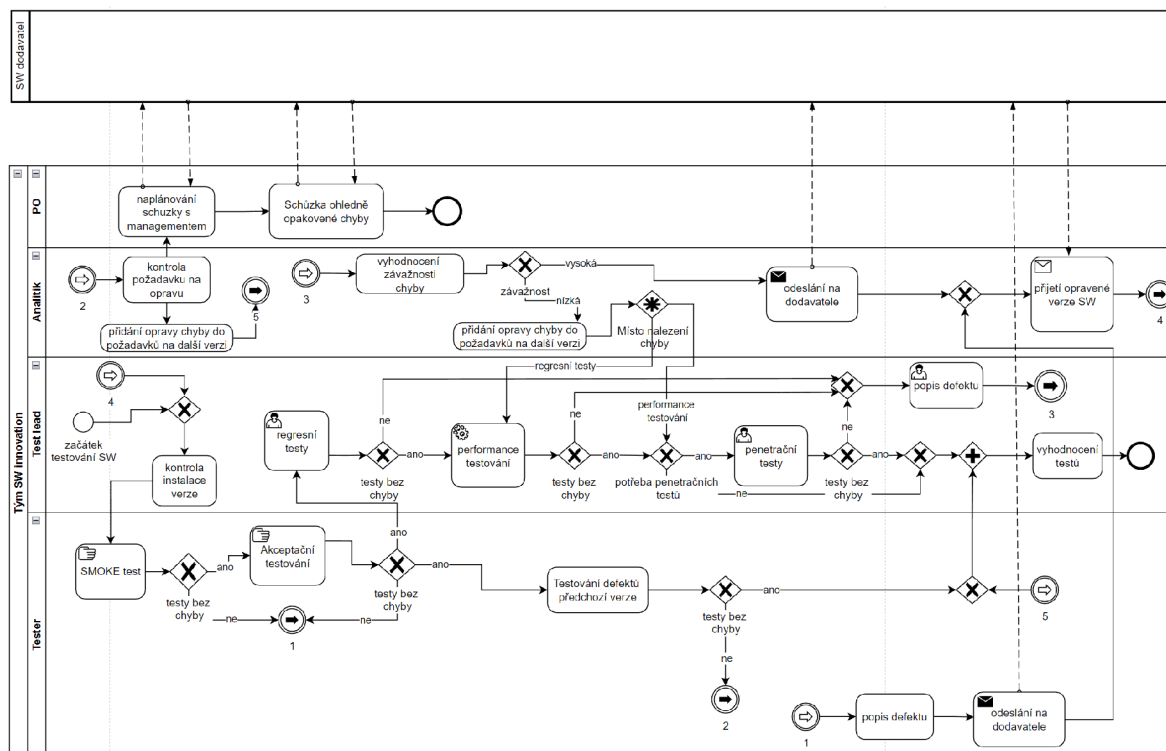 SW dodavatel
Tým SW innovation
PO
naplánování
schuzky s
managementem
Schůzka ohledně
opakovené chyby
Analitik
2
kontrola
požadavku na
opravu
5
přidání opravy chyby do
požadavků na další verzi
3
vyhodnocení
závažnosti
chyby
vysoká
závažnost
nízká
přidání opravy chyby do
požadavků na další verzi
Místo nalezení
chyby
odeslání na
dodavatele
přijetí opravené
verze SW
4
Test lead
4
začátek
testování SW
kontrola
instalace
verze
regresní
testy
ne
ano
testy bez
chyby
regresní testy
performance
testování
ne
ano
testy bez
chyby
performance
testování
ano
potřeba penetračních
testů
ne
penetrační
testy
ne
ano
testy bez
chyby
popis defektu
3
vyhodnocení
testů
Tester
SMOKE test
ano
testy bez
chyby
ne
Akceptační
testování
1
ano
ano
testy bez
chyby
ne
Testování defektů
předchozí verze
ano
testy bez
chyby
ne
2
5
1
popis defektu
odeslání na
dodavatele